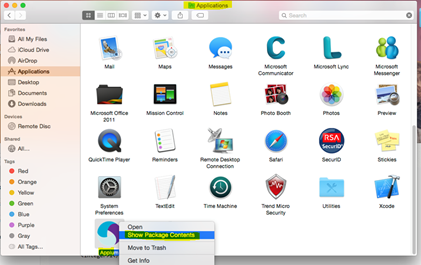 Applications
Search
Favorites
All My Files
iCloud Drive
AirDrop
Applications
Desktop
Documents
Downloads
Devices
Remote Disc
Shared
All...
Tags
Red
Orange
Yellow
Green
Blue
Purple
Gray
All Tags...
Mail
Maps
Messages
Microsoft Communicator
Microsoft Lync
Microsoft Messenger
Microsoft Office 2011
Mission Control
Notes
Photo Booth
Photos
Preview
QuickTime Player
Reminders
Remote Desktop Connection
Safari
RSA
SecurID
SecurID
Stickies
System Preferences
TextEdit
Time Machine
Trend Micro Security
Utilities
Xcode
Open
Show Package Contents
Move to Trash
Get Info